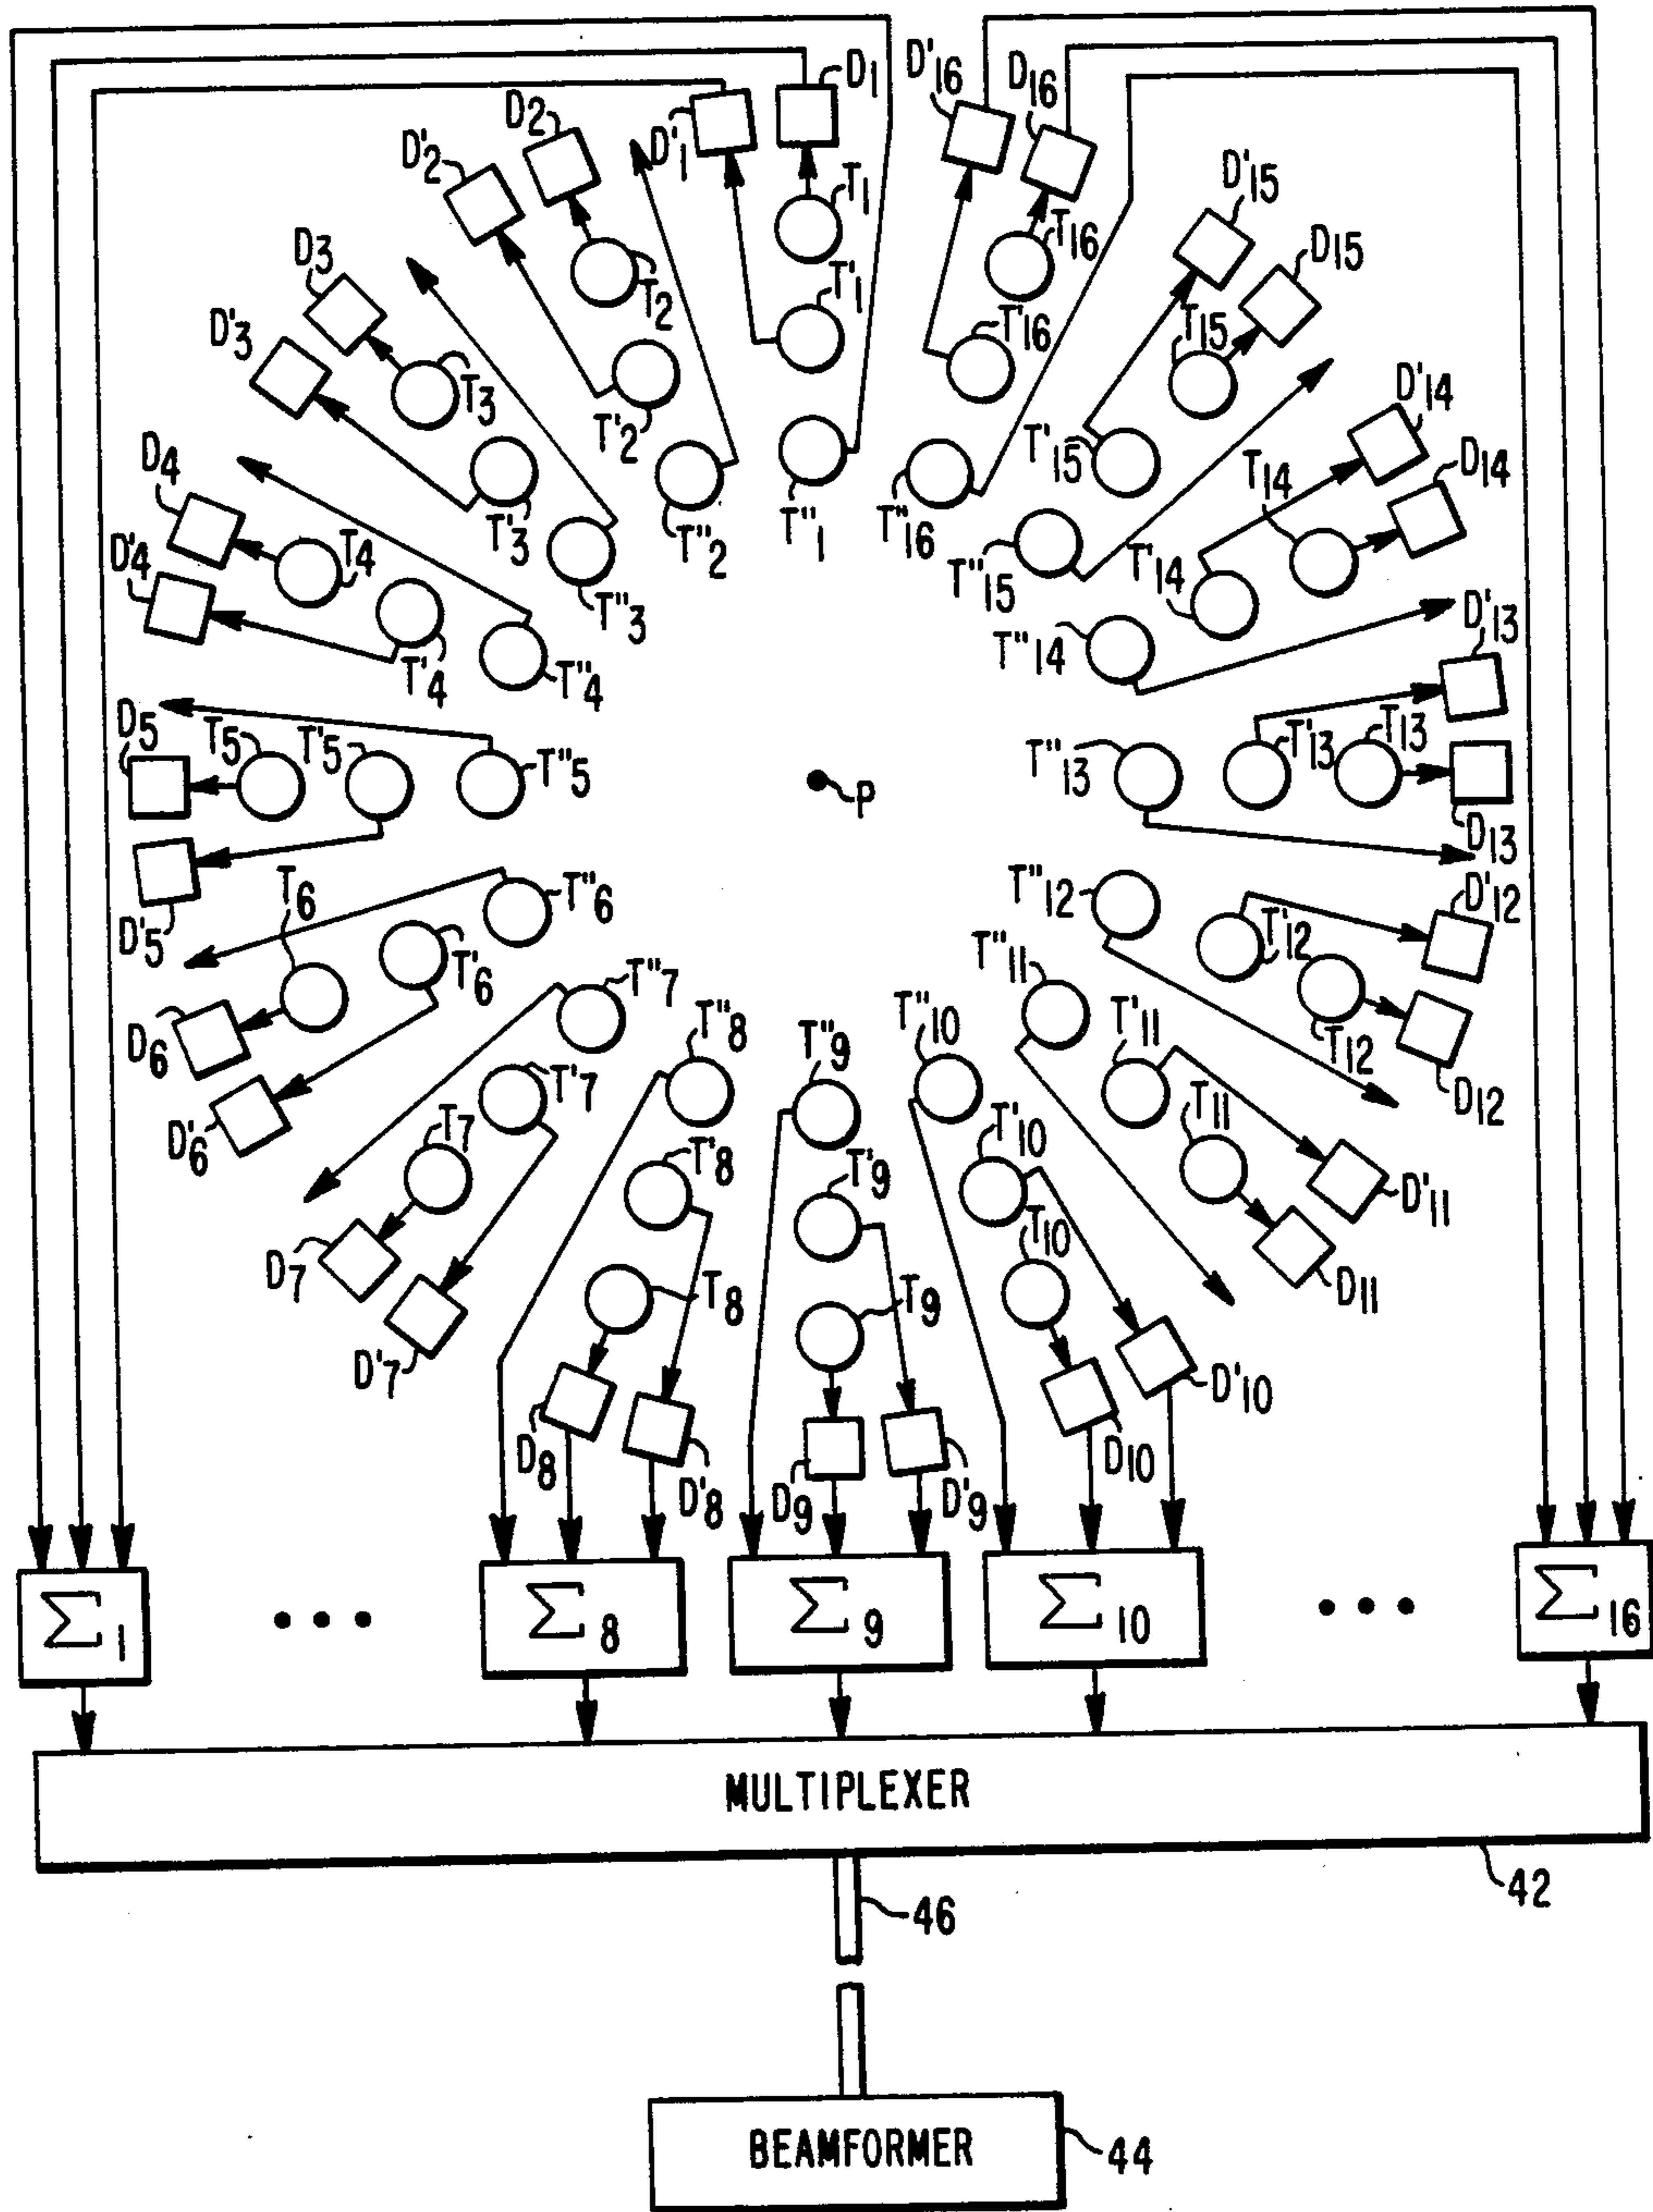 D'16
D1
D16
D2
D'1
D'2
T1
D'15
T16
D3
D15
T2
T'1
D'3
T'16
T15
T3
D'14
T'2
D4
T'15
D14
T14
T'3
T"2
T"1
T"16
D'4
T4
T"15
T'14
T"3
D'13
T'4
T"4
T"14
D5
T5
T'5
T"5
T"13
T'13
T13
P
D13
T6
T"6
T"12
D'12
D'5
T'12
T'6
T"11
T"7
D6
T"8
T"9
T"10
T'11
T12
D12
D'6
T7
T'7
T'8
T'9
T'10
T11
D'11
T10
D7
T8
T9
D11
D'7
D'10
D8
D'8
D9
D'9
D10
Σ1
• • •
Σ8
Σ9
Σ10
• • •
Σ16
MULTIPLEXER
42
46
BEAMFORMER
44